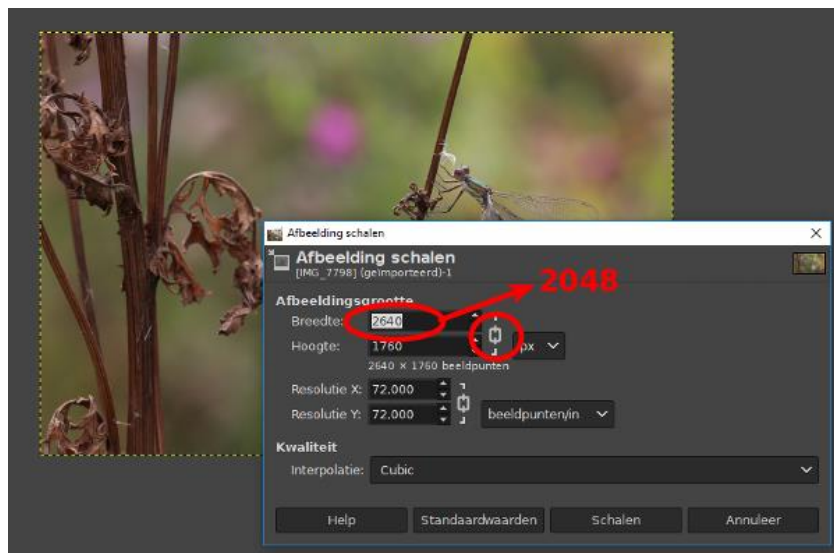 Afbeelding schalen
Afbeelding schalen
[IMG_7798] (geïmporteerd)-1
2048
Afbeeldingsgrootte
Breedte: 2640
Hoogte: 1760 px
2640 × 1760 beeldpunten
Resolutie X: 72.000
Resolutie Y: 72.000 beeldpunten/in
Kwaliteit
Interpolatie: Cubic
Help Standaardwaarden Schalen Annuleer